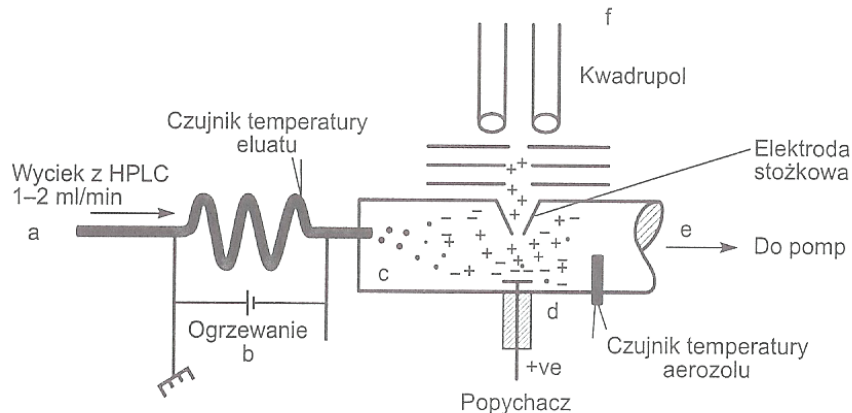 f
Kwadrupol
Czujnik temperatury
eluatu
Wyciek z HPLC
1–2 ml/min
Elektroda
stożkowa
a
e
Do pomp
c
d
Ogrzewanie
b
Czujnik temperatury
aerozolu
+ve
Popychacz